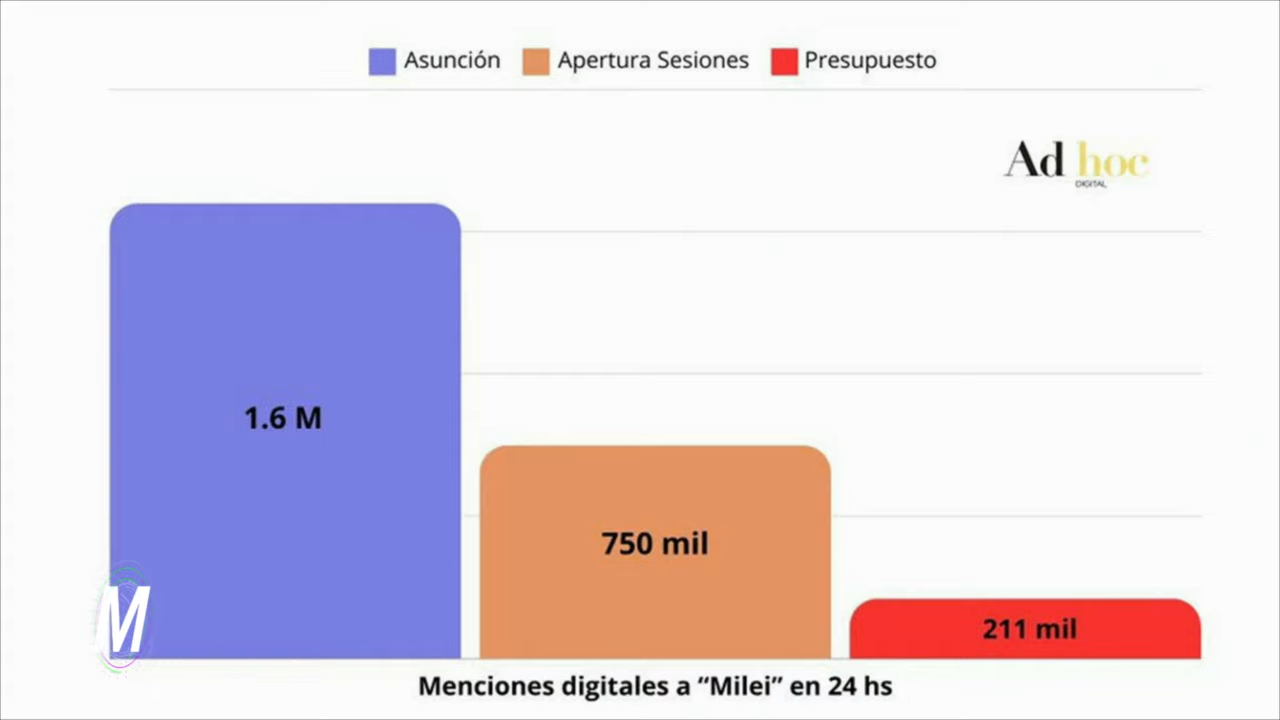 Asunción Apertura Sesiones Presupuesto
Ad hoc
DIGITAL
1.6 M
750 mil
211 mil
M
Menciones digitales a “Milei” en 24 hs